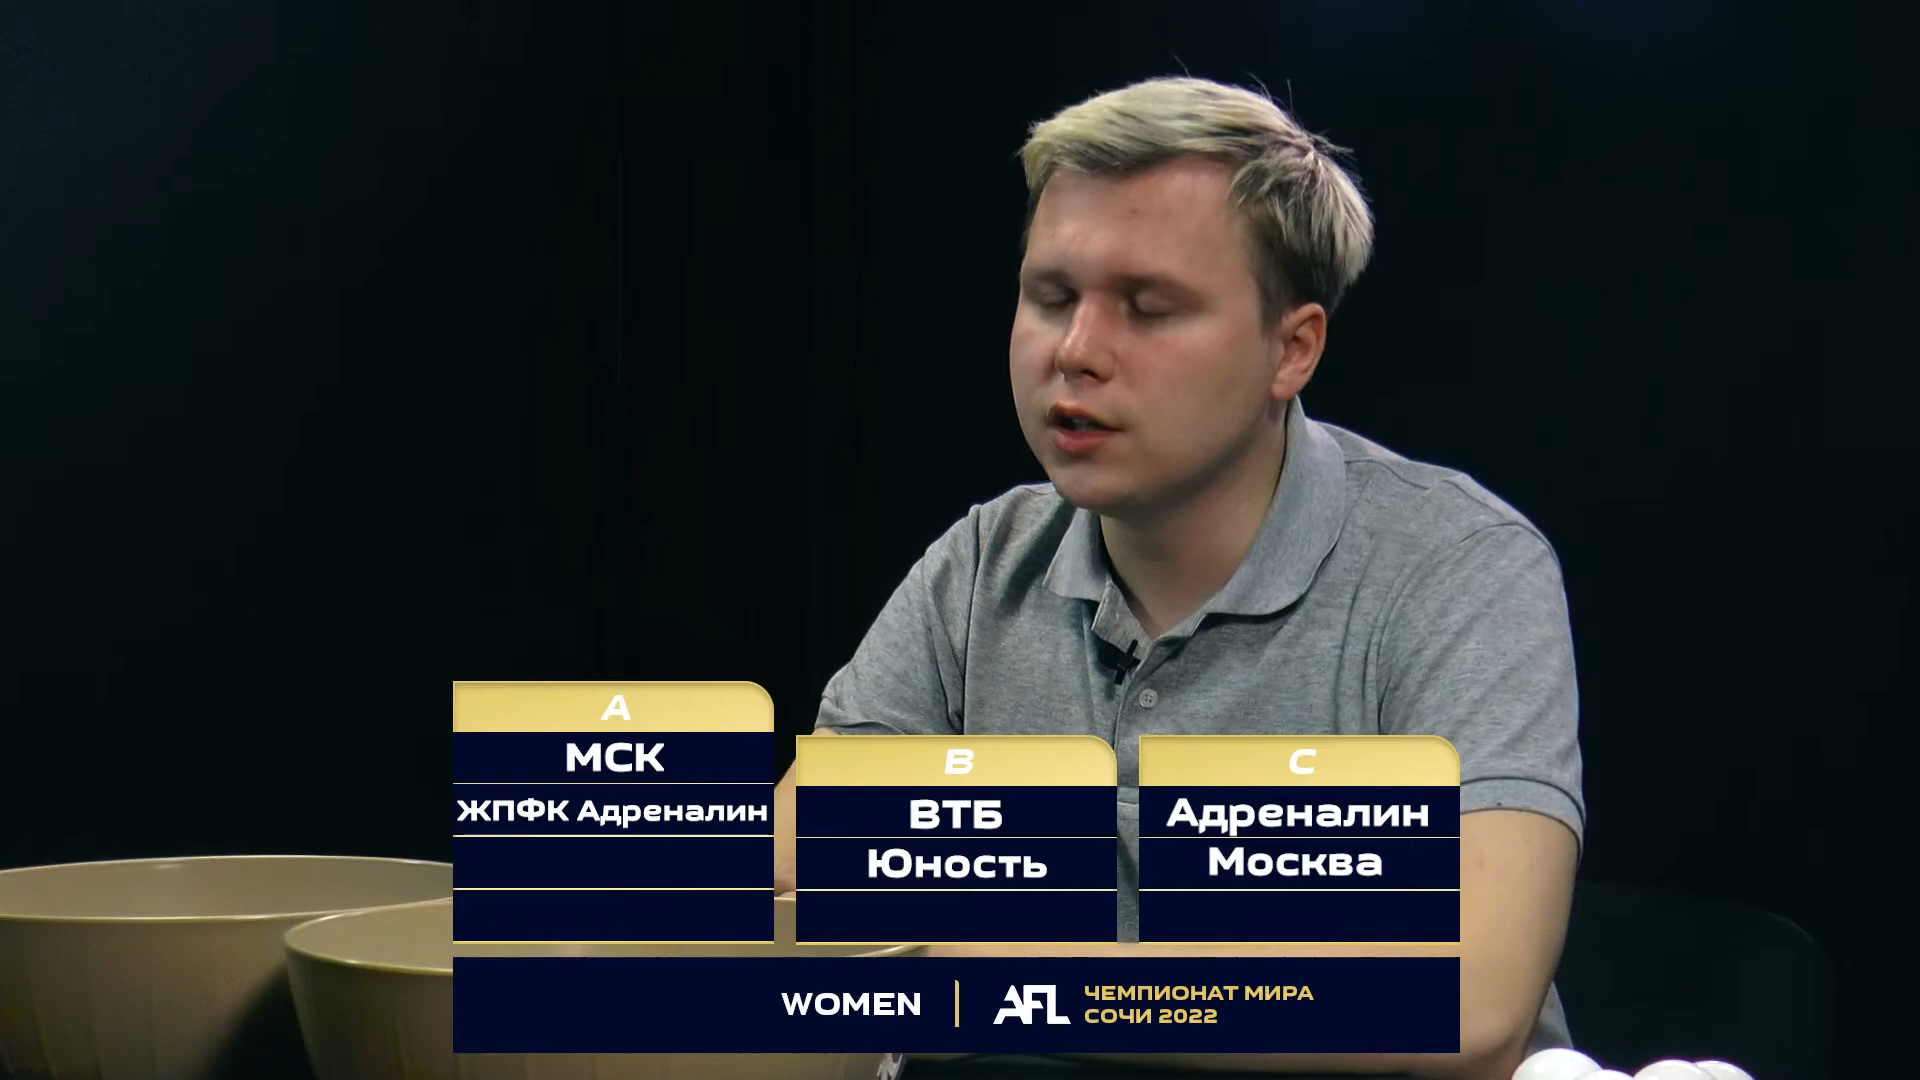 A
МСК
ЖПФК Адреналин
B
ВТБ
Юность
C
Адреналин
Москва
WOMEN
AFL
ЧЕМПИОНАТ МИРА
СОЧИ 2022